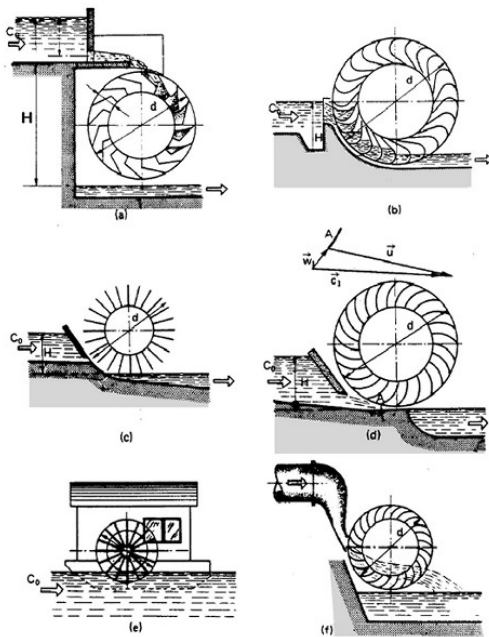 C₀
H
d
(a)
C₀
H
d
(b)
C₀
H
d
(c)
A
w₁
u
c₁
C₀
H
d
A
(d)
C₀
(e)
d
(f)